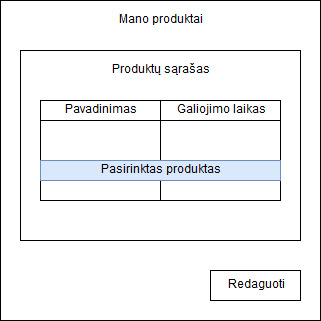 Mano produktai
Produktų sąrašas
Pavadinimas Galiojimo laikas
Pasirinktas produktas
Redaguoti